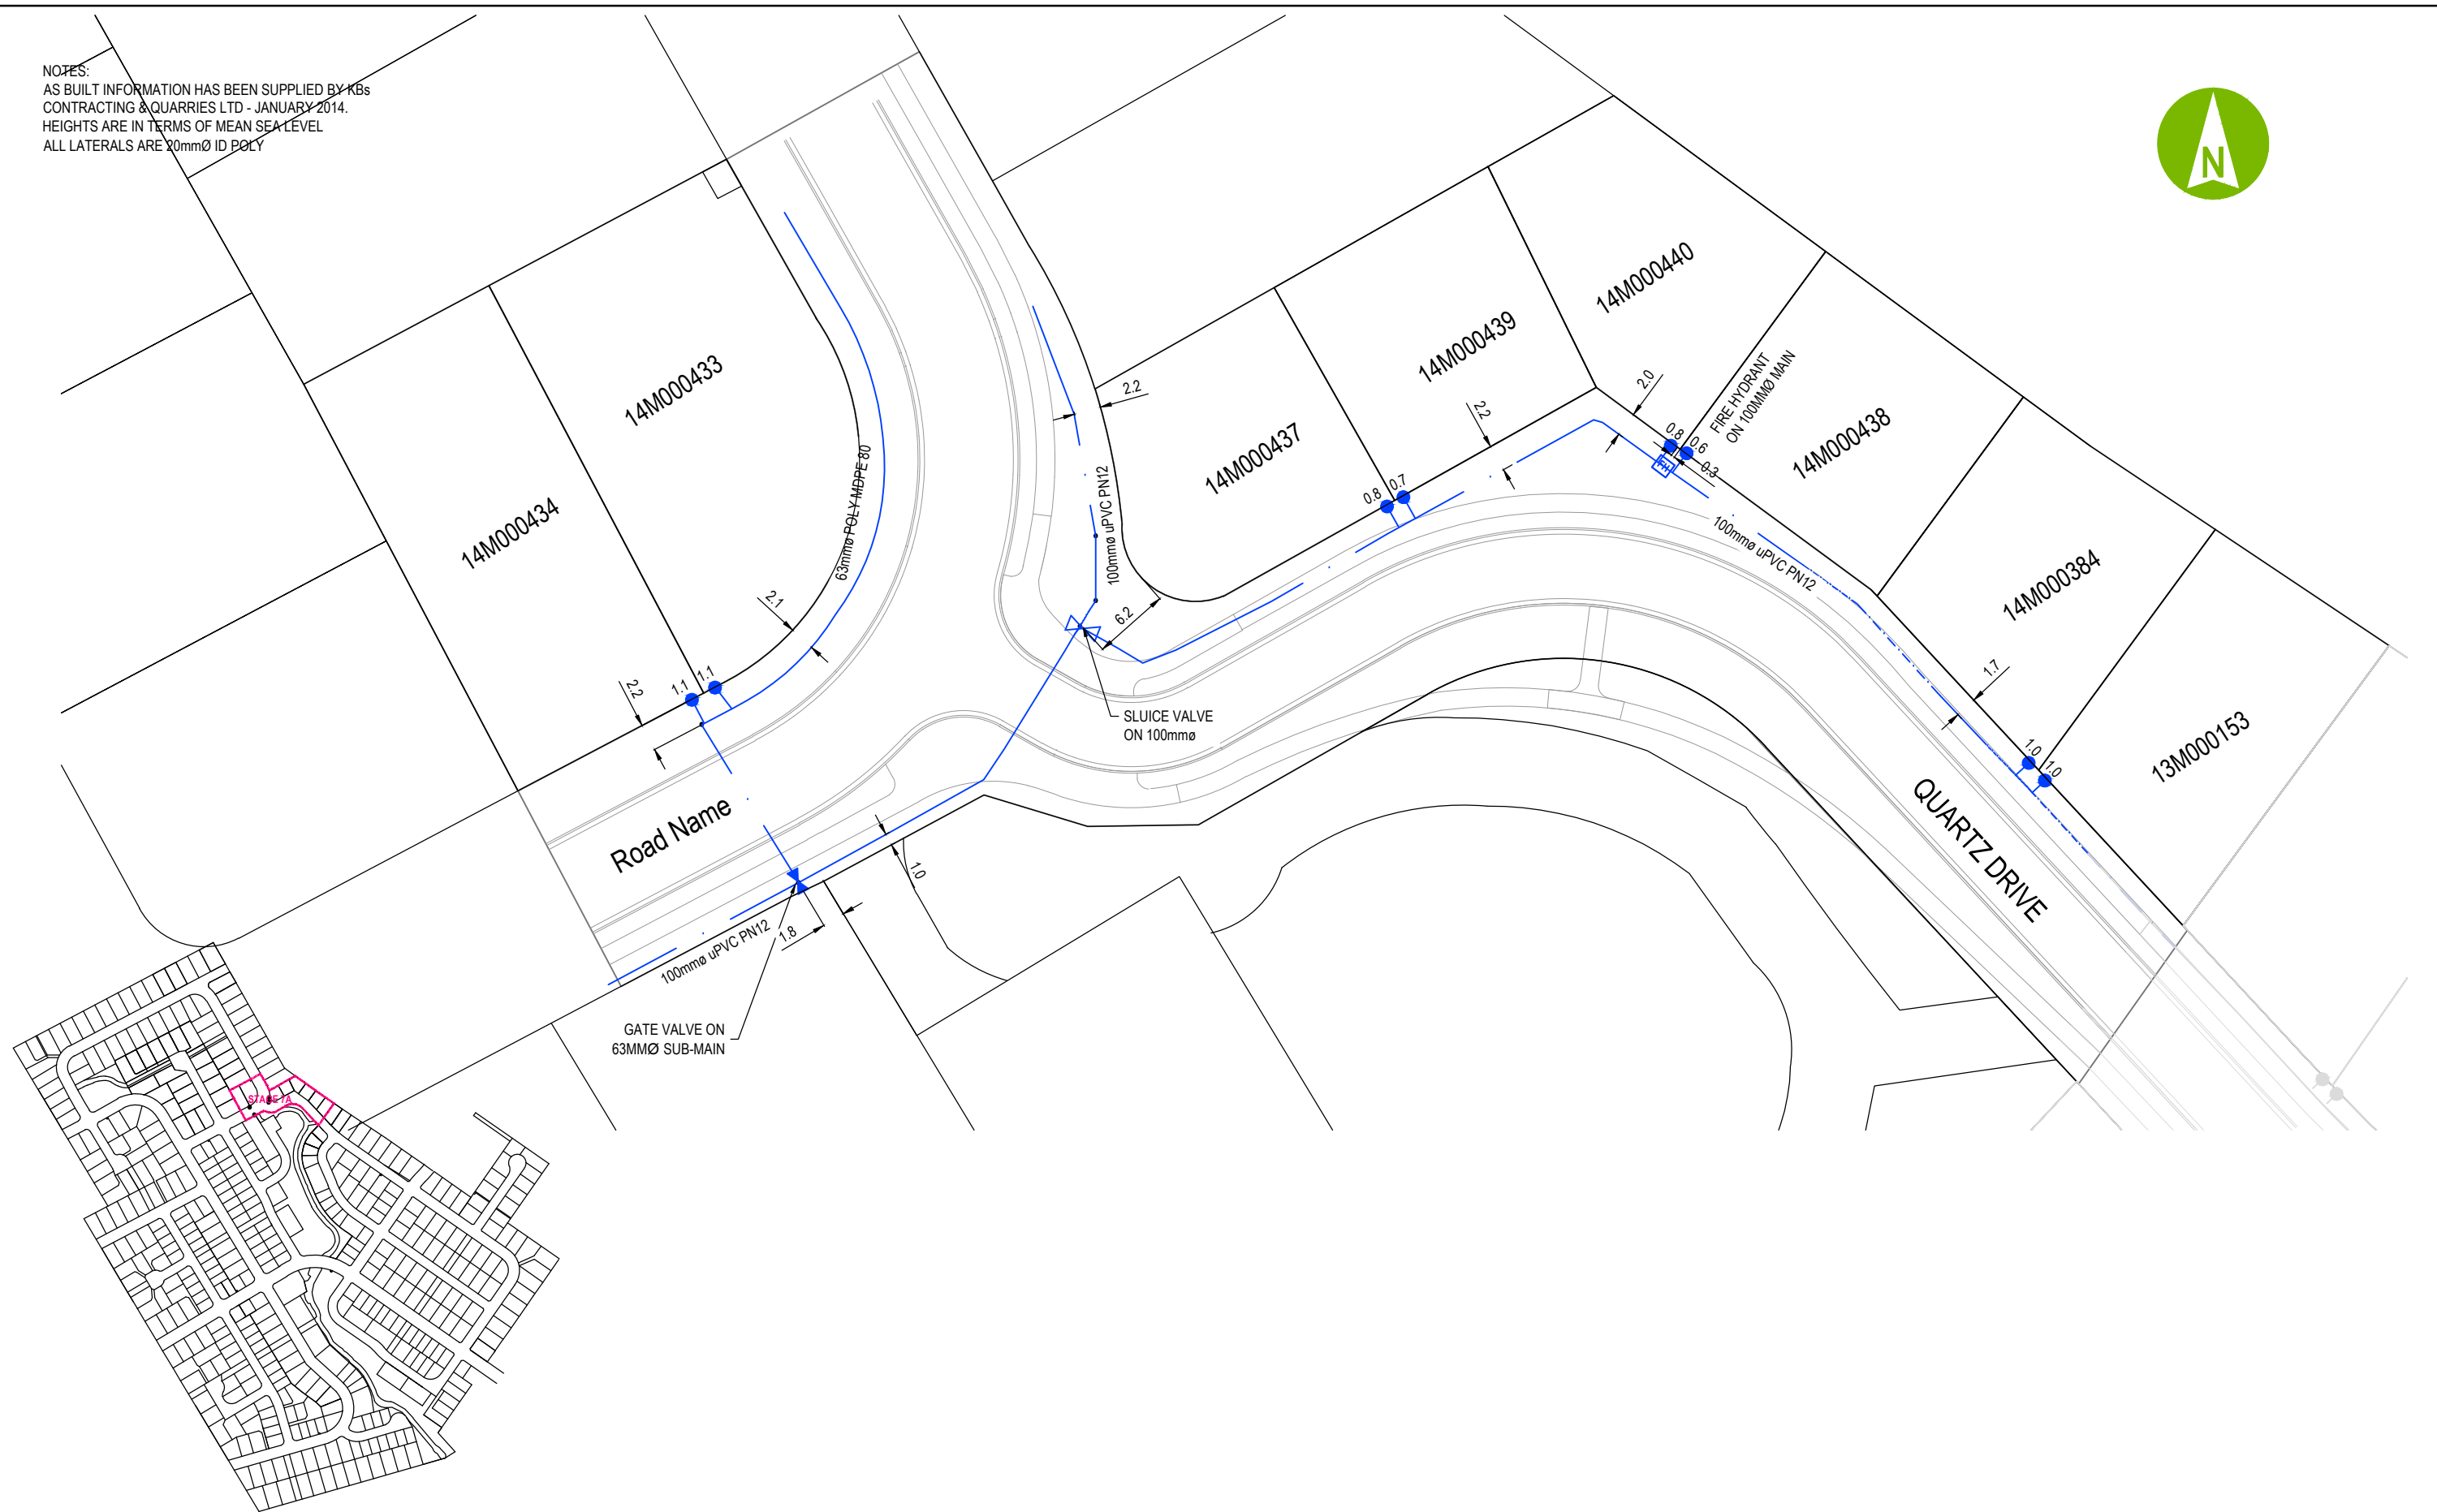 NOTES:
AS BUILT INFORMATION HAS BEEN SUPPLIED BY KBs
CONTRACTING & QUARRIES LTD - JANUARY 2014.
HEIGHTS ARE IN TERMS OF MEAN SEA LEVEL
ALL LATERALS ARE 20mmØ ID POLY
N
14M000440
14M000439
14M000433
14M000437
14M000438
14M000434
14M000384
13M000153
2.2
2.2
2.0
FIRE HYDRANT
ON 100MMØ MAIN
0.8
0.6
0.3
FH
0.8
0.7
63mmø POLY MDPE 80
100mmø uPVC PN12
100mmø uPVC PN12
2.1
6.2
2.2
1.1
1.1
1.7
1.0
1.0
SLUICE VALVE
ON 100mmø
Road Name
QUARTZ DRIVE
1.0
1.8
100mmø uPVC PN12
GATE VALVE ON
63MMØ SUB-MAIN
STAGE 7A